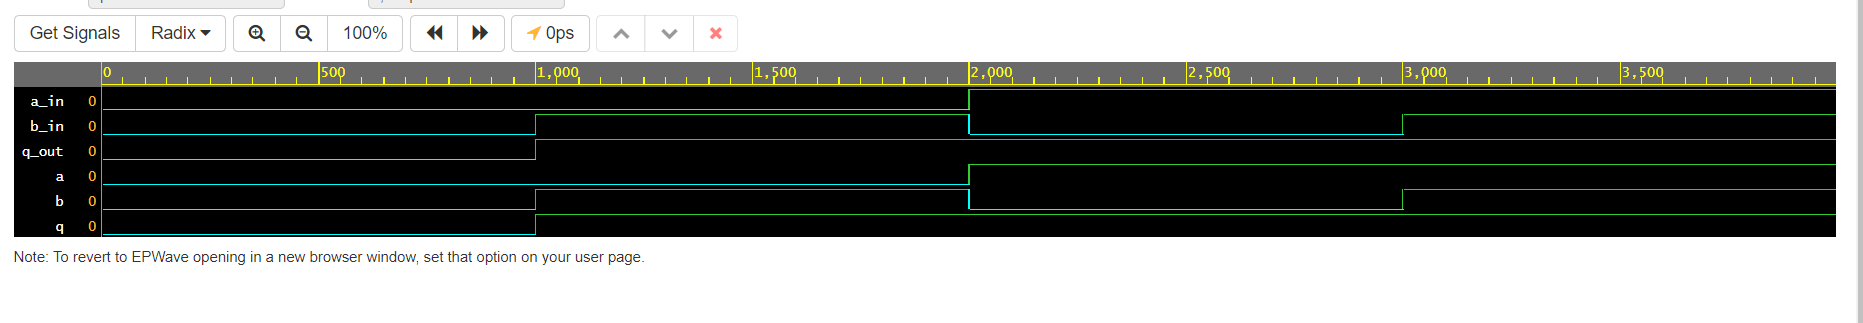 Get Signals Radix 100% 0ps
0 500 1,000 1,500 2,000 2,500 3,000 3,500
a_in 0
b_in 0
q_out 0
a 0
b 0
q 0
Note: To revert to EPWave opening in a new browser window, set that option on your user page.